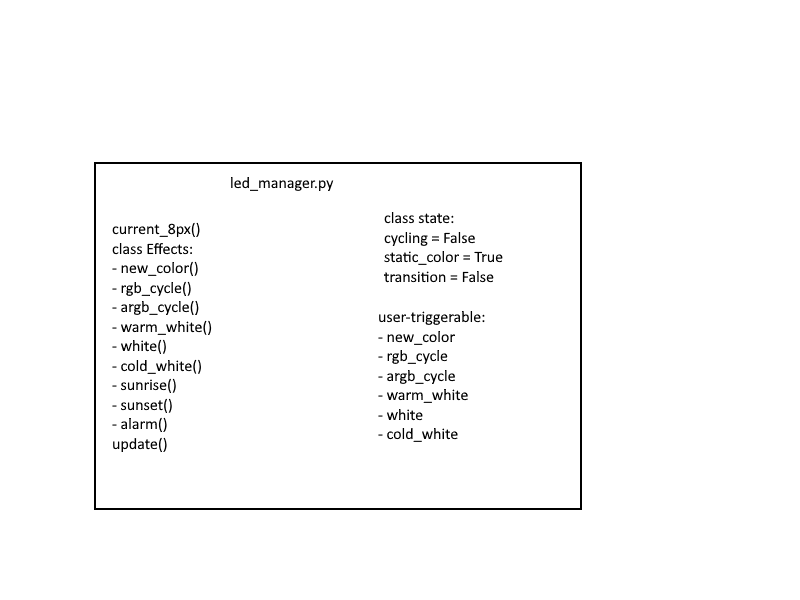 led_manager.py
current_8px()
class Effects:
- new_color()
- rgb_cycle()
- argb_cycle()
- warm_white()
- white()
- cold_white()
- sunrise()
- sunset()
- alarm()
update()
class state:
cycling = False
static_color = True
transition = False
user-triggerable:
- new_color
- rgb_cycle
- argb_cycle
- warm_white
- white
- cold_white